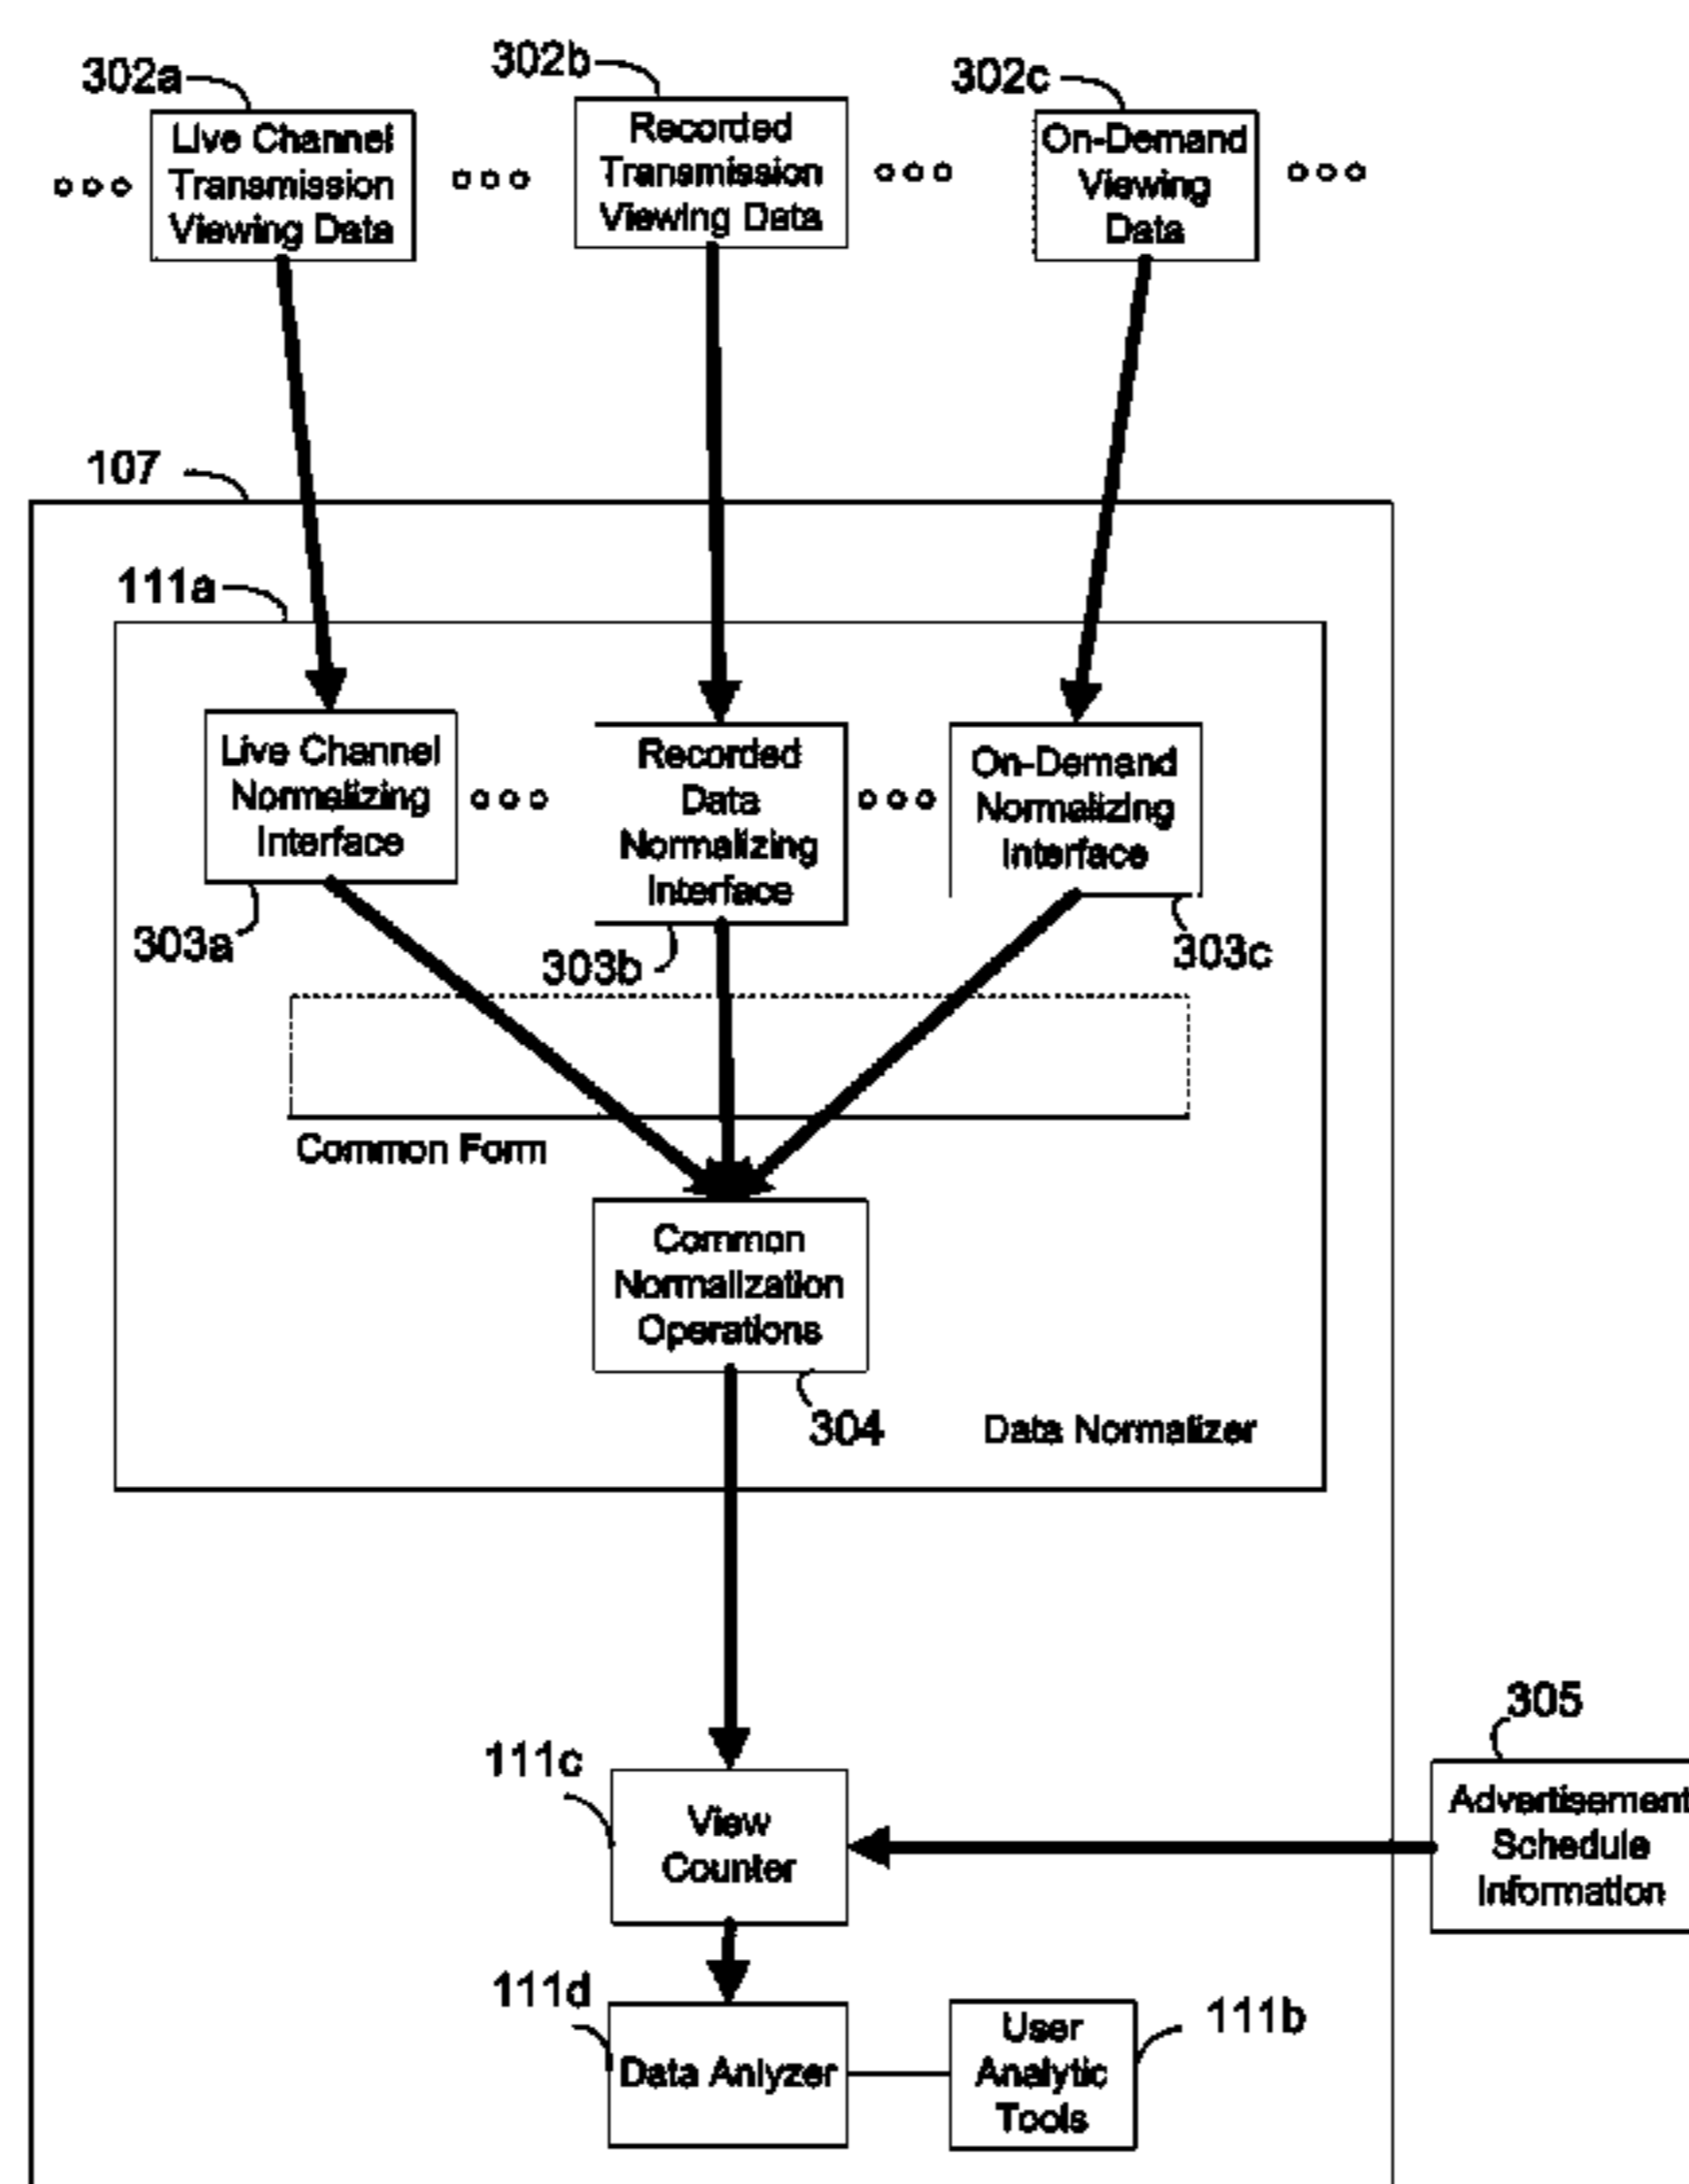 302a
302b
302c
Live Channel
Transmission
Viewing Data
Recorded
Transmission
Viewing Data
On-Demand
Viewing
Data
107
111a
Live Channel
Normalizing
Interface
Recorded
Data
Normalizing
Interface
On-Demand
Normalizing
Interface
303a
303b
303c
Common Form
Common
Normalization
Operations
304
Data Normalizer
305
111c
View
Counter
Advertisement
Schedule
Information
111d
Data Anlyzer
User
Analytic
Tools
111b